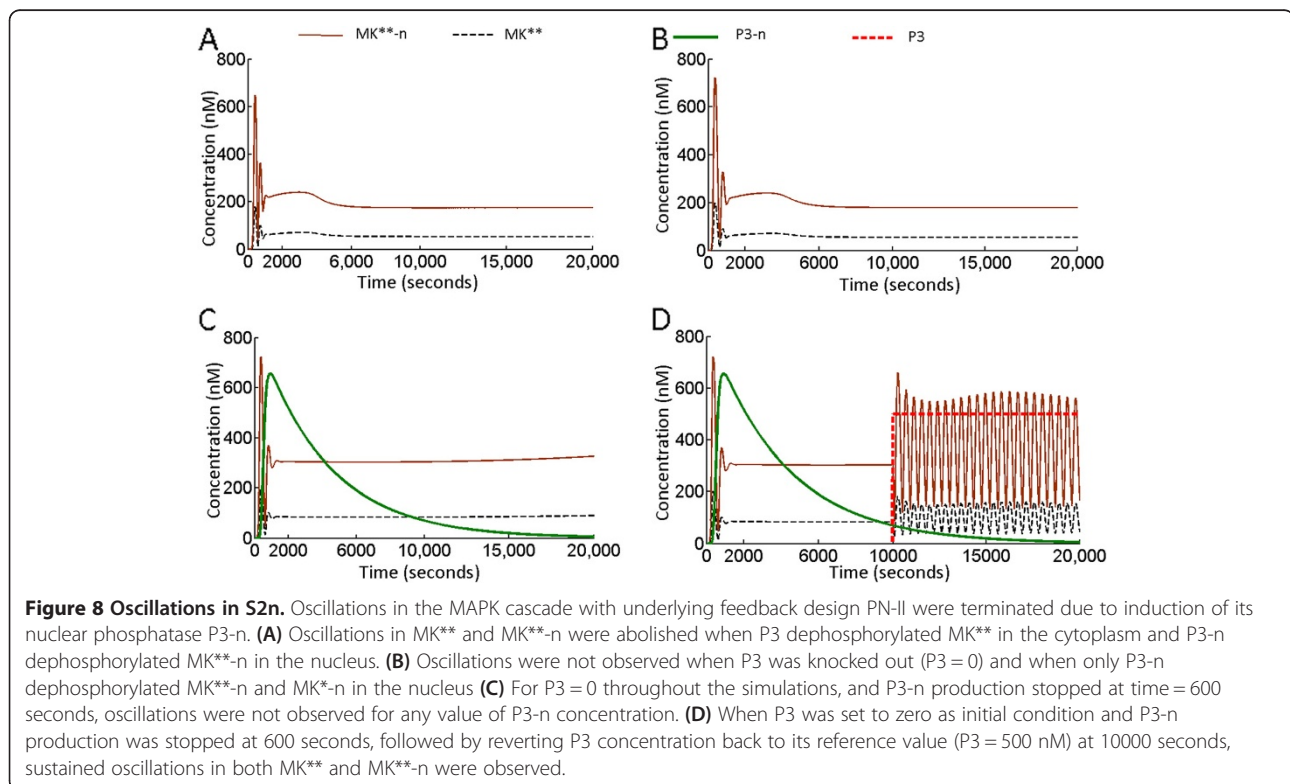 A
MK**-n
MK**
B
P3-n
P3
800
600
400
200
0
Concentration (nM)
0 2000 6,000 10,000 15,000 20,000
Time (seconds)
800
600
400
200
0
Concentration (nM)
0 2000 6000 10,000 15,000 20,000
Time (seconds)
C
800
600
400
200
0
Concentration (nM)
0 2000 6000 10,000 15,000 20,000
Time (seconds)
D
800
600
400
200
0
Concentration (nM)
0 2000 6000 10000 15,000 20,000
Time (seconds)
Figure 8 Oscillations in S2n. Oscillations in the MAPK cascade with underlying feedback design PN-II were terminated due to induction of its
nuclear phosphatase P3-n. (A) Oscillations in MK** and MK**-n were abolished when P3 dephosphorylated MK** in the cytoplasm and P3-n
dephosphorylated MK**-n in the nucleus. (B) Oscillations were not observed when P3 was knocked out (P3 = 0) and when only P3-n
dephosphorylated MK**-n and MK*-n in the nucleus (C) For P3 = 0 throughout the simulations, and P3-n production stopped at time = 600
seconds, oscillations were not observed for any value of P3-n concentration. (D) When P3 was set to zero as initial condition and P3-n
production was stopped at 600 seconds, followed by reverting P3 concentration back to its reference value (P3 = 500 nM) at 10000 seconds,
sustained oscillations in both MK** and MK**-n were observed.